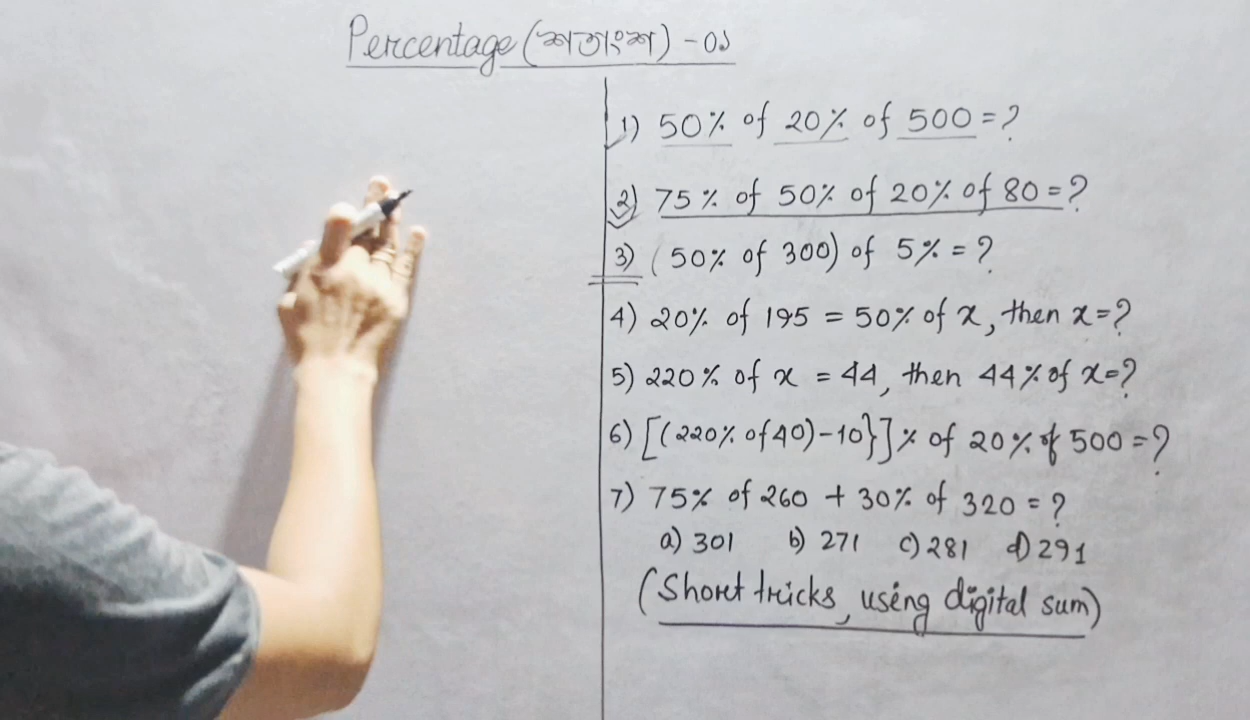 Percentage (শতাংশ) - 0১
1) 50% of 20% of 500 = ?
2) 75% of 50% of 20% of 80 = ?
3) (50% of 300) of 5% = ?
4) 20% of 195 = 50% of x, then x = ?
5) 220% of x = 44, then 44% of x = ?
6) [(220% of 40) - 10}]% of 20% of 500 = ?
7) 75% of 260 + 30% of 320 = ?
a) 301 b) 271 c) 281 d) 291
(Short tricks, using digital sum)